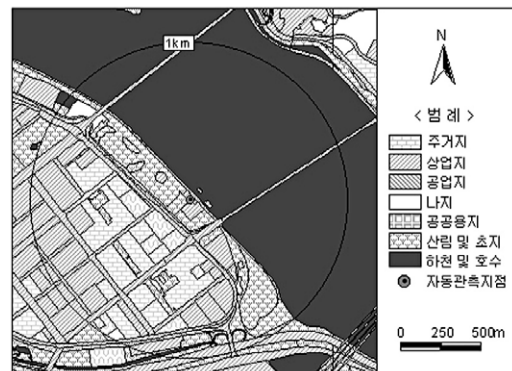 1km
N
< 범 례 >
주거지
상업지
공업지
나지
공공용지
산림 및 초지
하천 및 호수
자동관측지점
0 250 500m